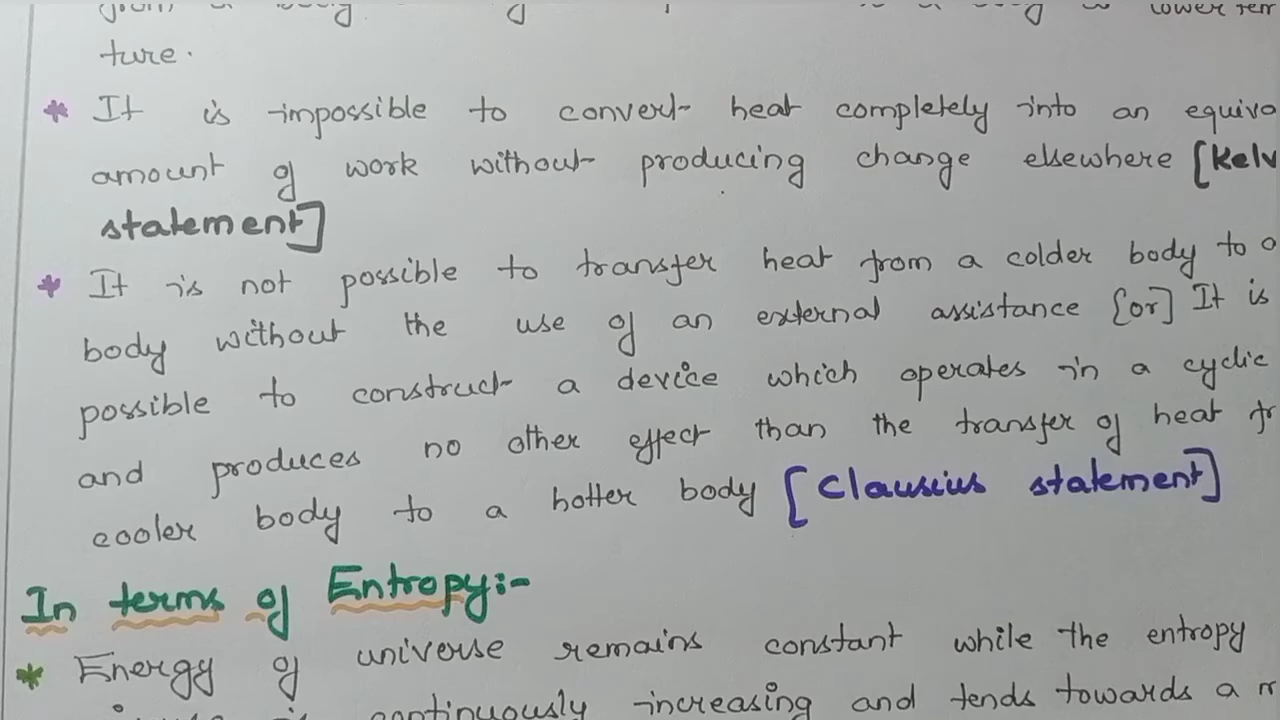 ture.
* It is impossible to convert heat completely into an
amount of work without producing change elsewhere [Kelv
statement]
* It is not possible to transfer heat from a colder body to
body without the use of an external assistance [or] It is
possible to construct a device which operates in a cyclic
and produces no other effect than the transfer of heat
cooler body to a hotter body [Clausius statement]
In terms of Entropy:-
* Energy of universe remains constant while the entropy
continuously increasing and tends towards a